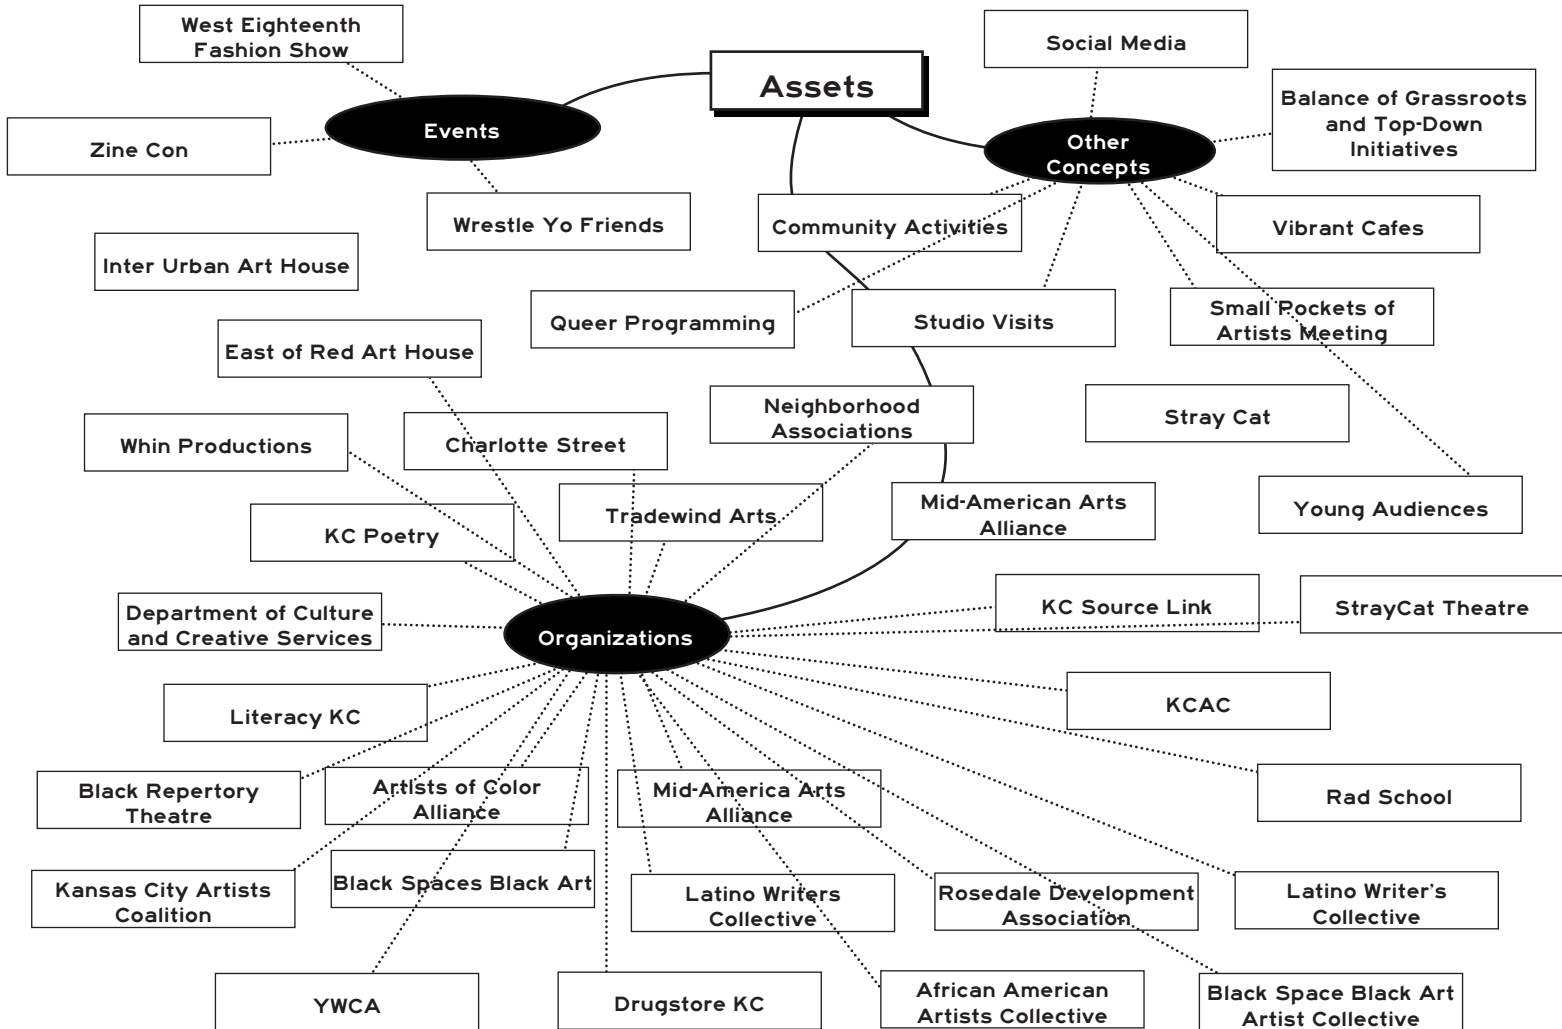 West Eighteenth
Fashion Show
Social Media
Assets
Balance of Grassroots
and Top-Down
Initiatives
Events
Zine Con
Other
Concepts
Wrestle Yo Friends
Community Activities
Vibrant Cafes
Inter Urban Art House
Queer Programming
Studio Visits
Small Pockets of
Artists Meeting
East of Red Art House
Neighborhood
Associations
Stray Cat
Whin Productions
Charlotte Street
Tradewind Arts
Mid-American Arts
Alliance
Young Audiences
KC Poetry
Department of Culture
and Creative Services
Organizations
KC Source Link
StrayCat Theatre
Literacy KC
KCAC
Black Repertory
Theatre
Artists of Color
Alliance
Mid-America Arts
Alliance
Rad School
Kansas City Artists
Coalition
Black Spaces Black Art
Latino Writers
Collective
Rosedale Development
Association
Latino Writer's
Collective
YWCA
Drugstore KC
African American
Artists Collective
Black Space Black Art
Artist Collective